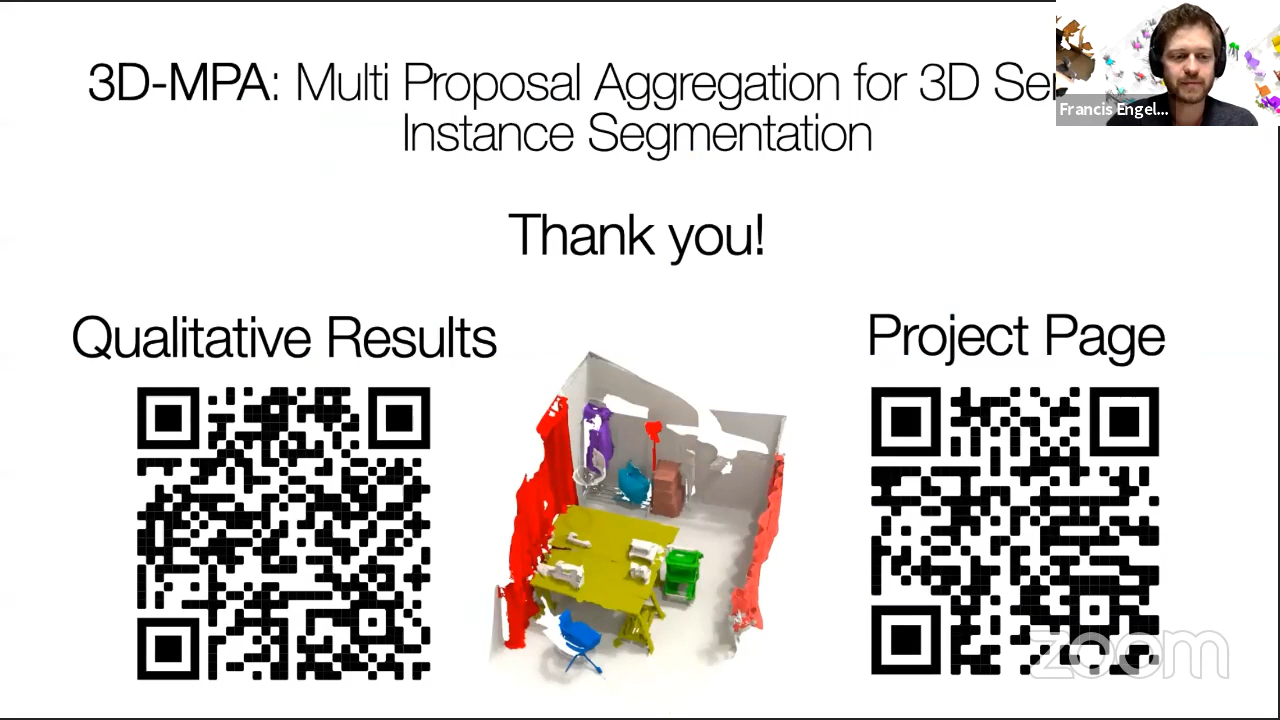 3D-MPA: Multi Proposal Aggregation for 3D Se
Instance Segmentation
Francis Engel...
Thank you!
Qualitative Results
Project Page
zoom